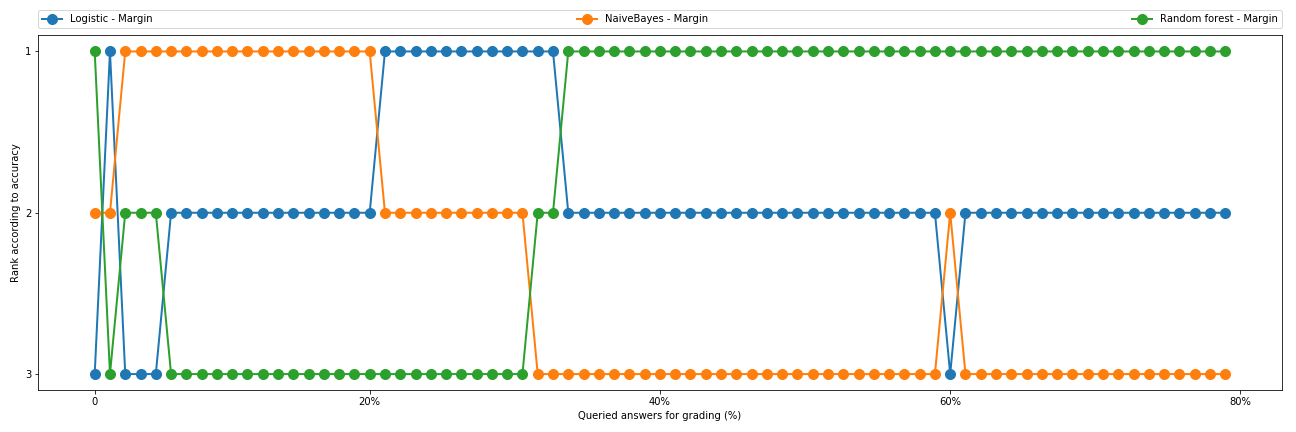 Logistic - Margin NaiveBayes - Margin Random forest - Margin
1
2
3
Rank according to accuracy
0 20% 40% 60% 80%
Queried answers for grading (%)